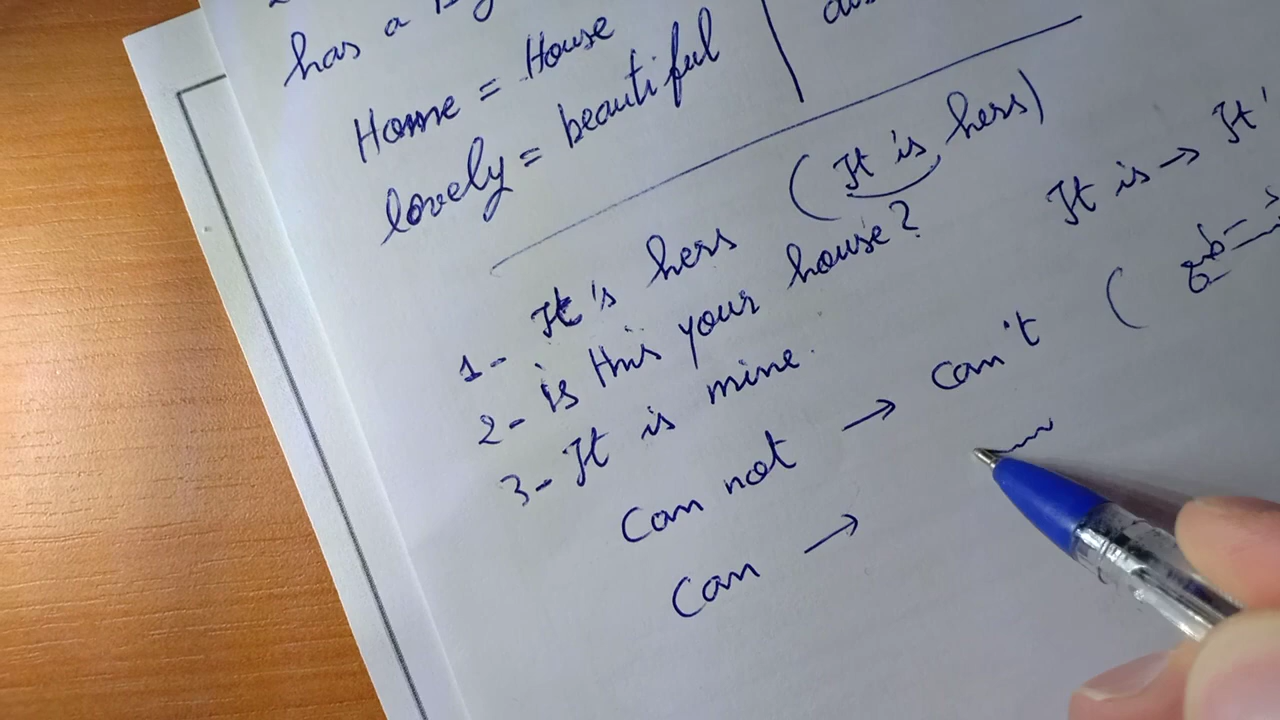 has a
Home = House
lovely = beautiful
(It is hers)
1- It's hers
It is → It'
2- is this your house?
3- It is mine.
Can not → Can't (
Can →